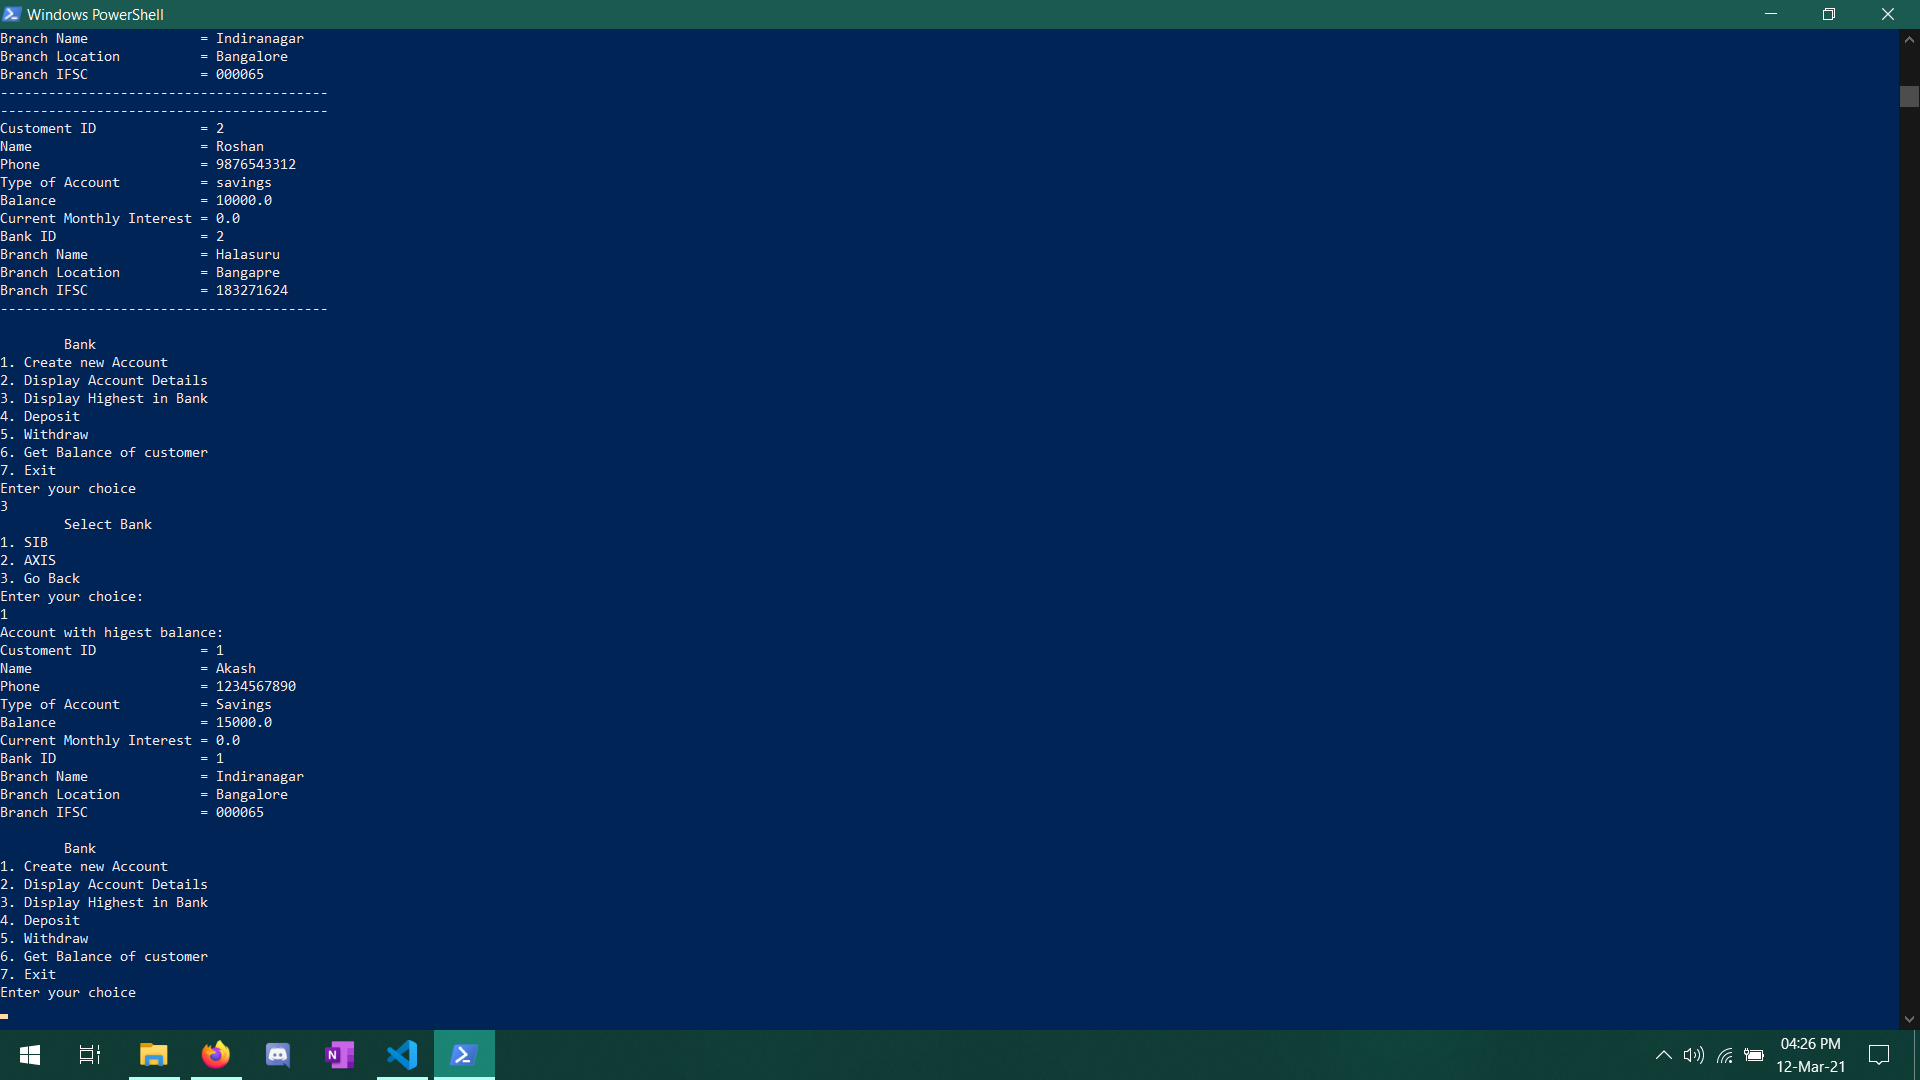 Windows PowerShell
Branch Name              = Indiranagar
Branch Location          = Bangalore
Branch IFSC              = 000065
-----------------------------------------
-----------------------------------------
Customent ID             = 2
Name                     = Roshan
Phone                    = 9876543312
Type of Account          = savings
Balance                  = 10000.0
Current Monthly Interest = 0.0
Bank ID                  = 2
Branch Name              = Halasuru
Branch Location          = Bangapre
Branch IFSC              = 183271624
-----------------------------------------
        Bank
1. Create new Account
2. Display Account Details
3. Display Highest in Bank
4. Deposit
5. Withdraw
6. Get Balance of customer
7. Exit
Enter your choice
3
        Select Bank
1. SIB
2. AXIS
3. Go Back
Enter your choice:
1
Account with higest balance:
Customent ID             = 1
Name                     = Akash
Phone                    = 1234567890
Type of Account          = Savings
Balance                  = 15000.0
Current Monthly Interest = 0.0
Bank ID                  = 1
Branch Name              = Indiranagar
Branch Location          = Bangalore
Branch IFSC              = 000065
        Bank
1. Create new Account
2. Display Account Details
3. Display Highest in Bank
4. Deposit
5. Withdraw
6. Get Balance of customer
7. Exit
Enter your choice
N
04:26 PM
12-Mar-21